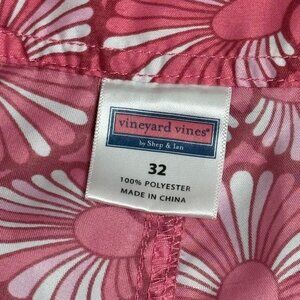 vineyard vines®
by Shep & Ian
32
100% POLYESTER
MADE IN CHINA